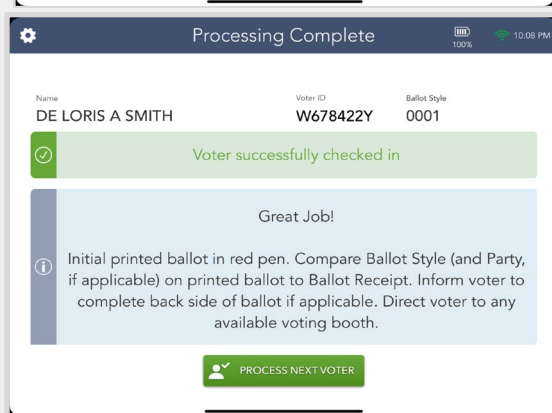 Processing Complete
100%
10:08 PM
Name Voter ID Ballot Style
DE LORIS A SMITH W678422Y 0001
Voter successfully checked in
Great Job!
Initial printed ballot in red pen. Compare Ballot Style (and Party,
if applicable) on printed ballot to Ballot Receipt. Inform voter to
complete back side of ballot if applicable. Direct voter to any
available voting booth.
PROCESS NEXT VOTER